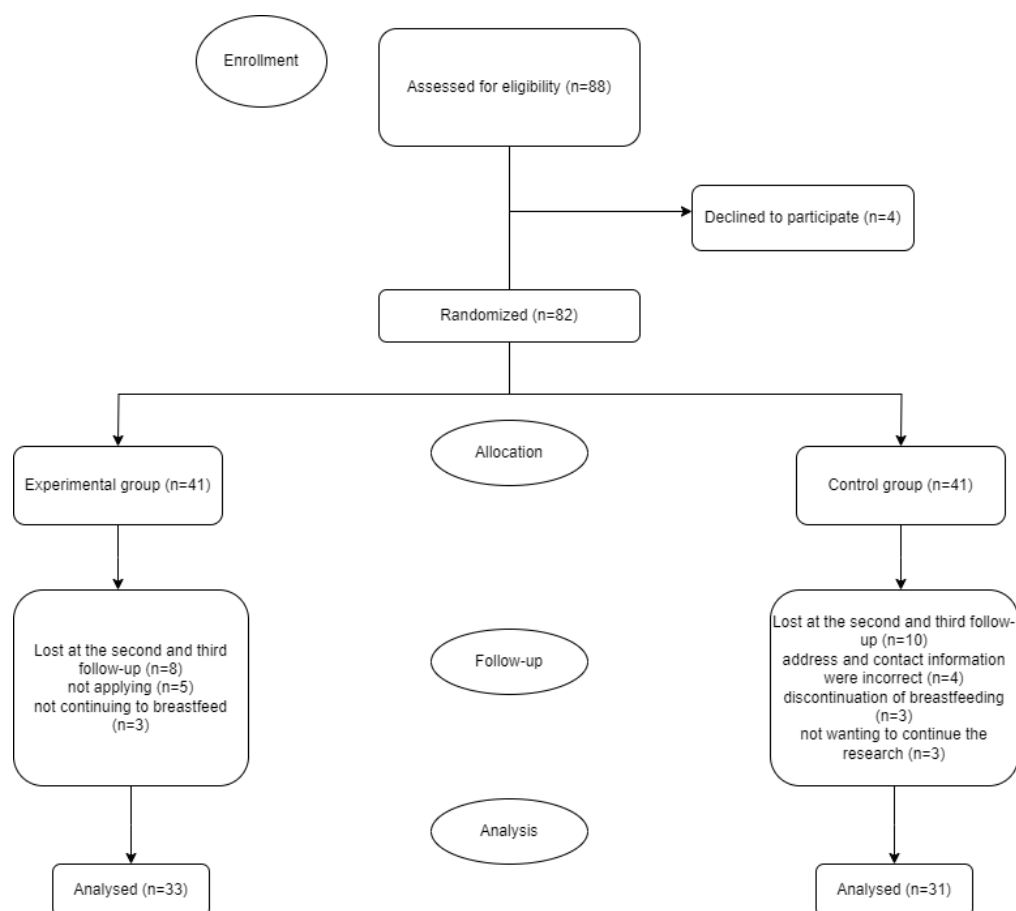 Enrollment
Assessed for eligibility (n=88)
Declined to participate (n=4)
Randomized (n=82)
Allocation
Experimental group (n=41)
Control group (n=41)
Lost at the second and third
follow-up (n=8)
not applying (n=5)
not continuing to breastfeed
(n=3)
Follow-up
Lost at the second and third follow-
up (n=10)
address and contact information
were incorrect (n=4)
discontinuation of breastfeeding
(n=3)
not wanting to continue the
research (n=3)
Analysis
Analysed (n=33)
Analysed (n=31)